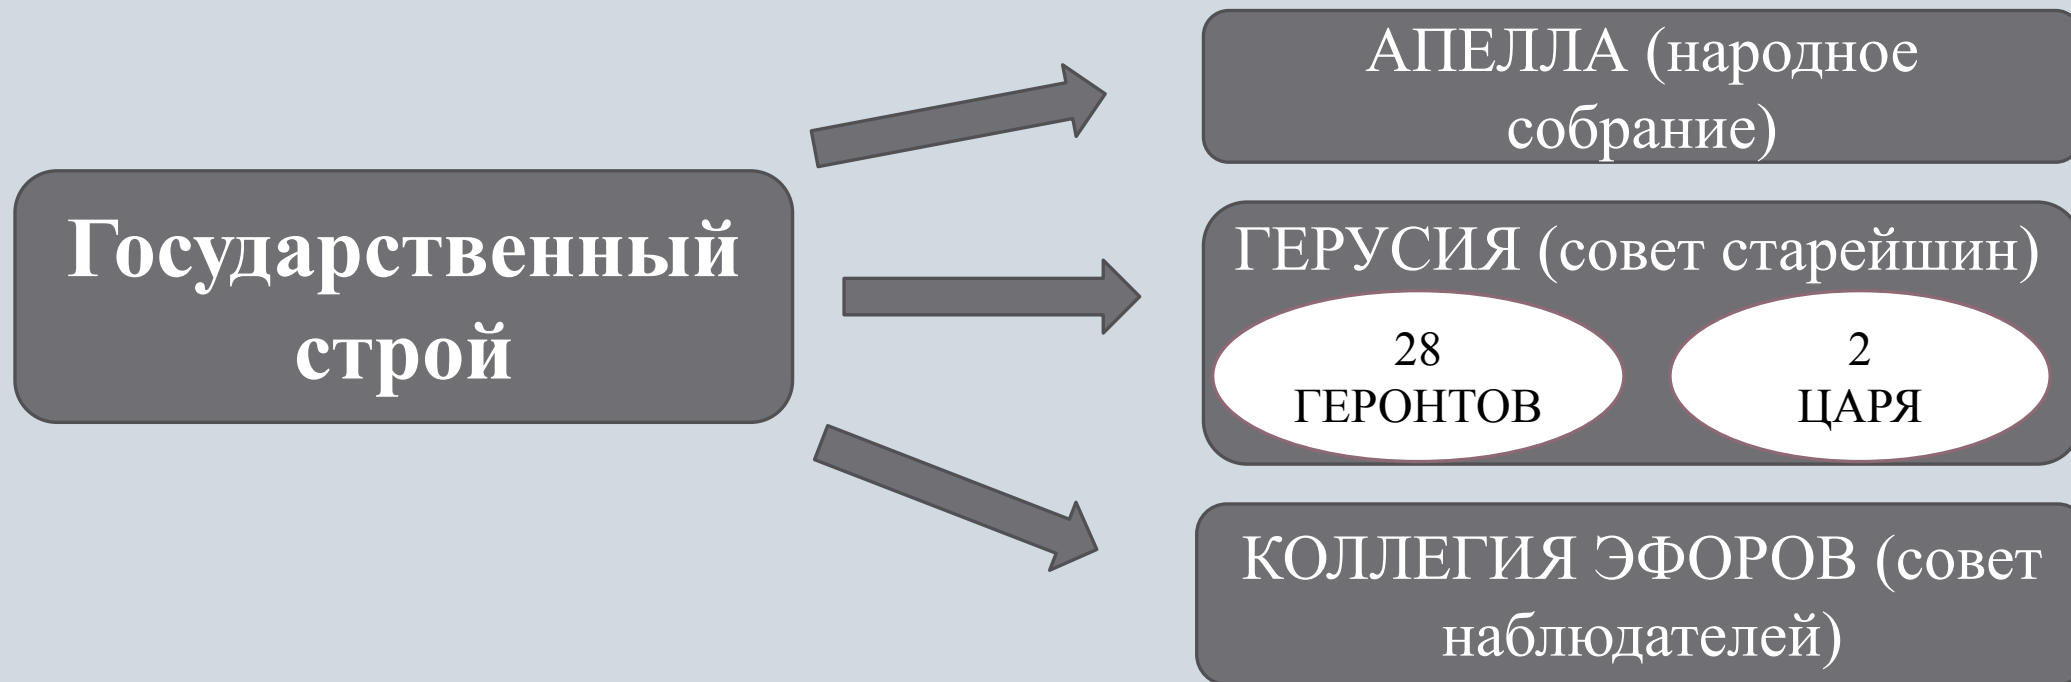 Государственный
строй
АПЕЛЛА (народное
собрание)
ГЕРУСИЯ (совет старейшин)
28
ГЕРОНТОВ
2
ЦАРЯ
КОЛЛЕГИЯ ЭФОРОВ (совет
наблюдателей)